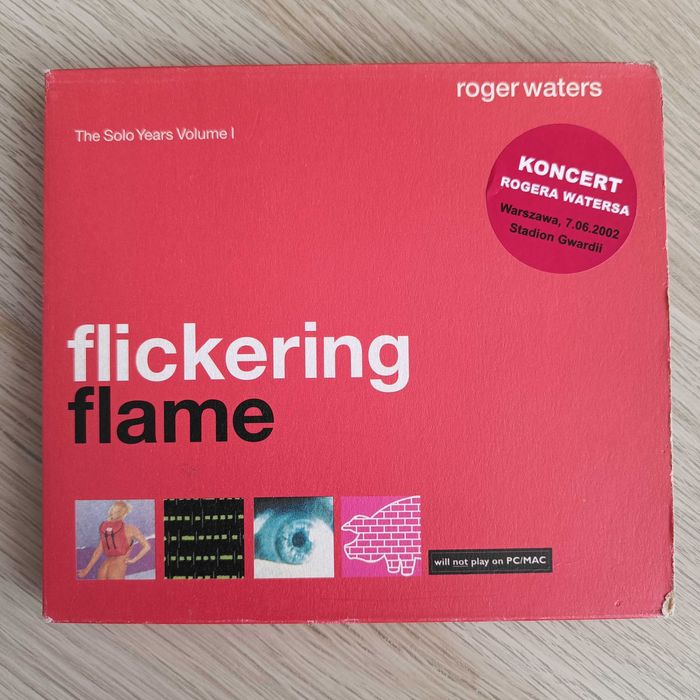 roger waters
The Solo Years Volume I
KONCERT
ROGERA WATERSA
Warszawa, 7.06.2002
Stadion Gwardii
flickering
flame
will not play on PC/MAC